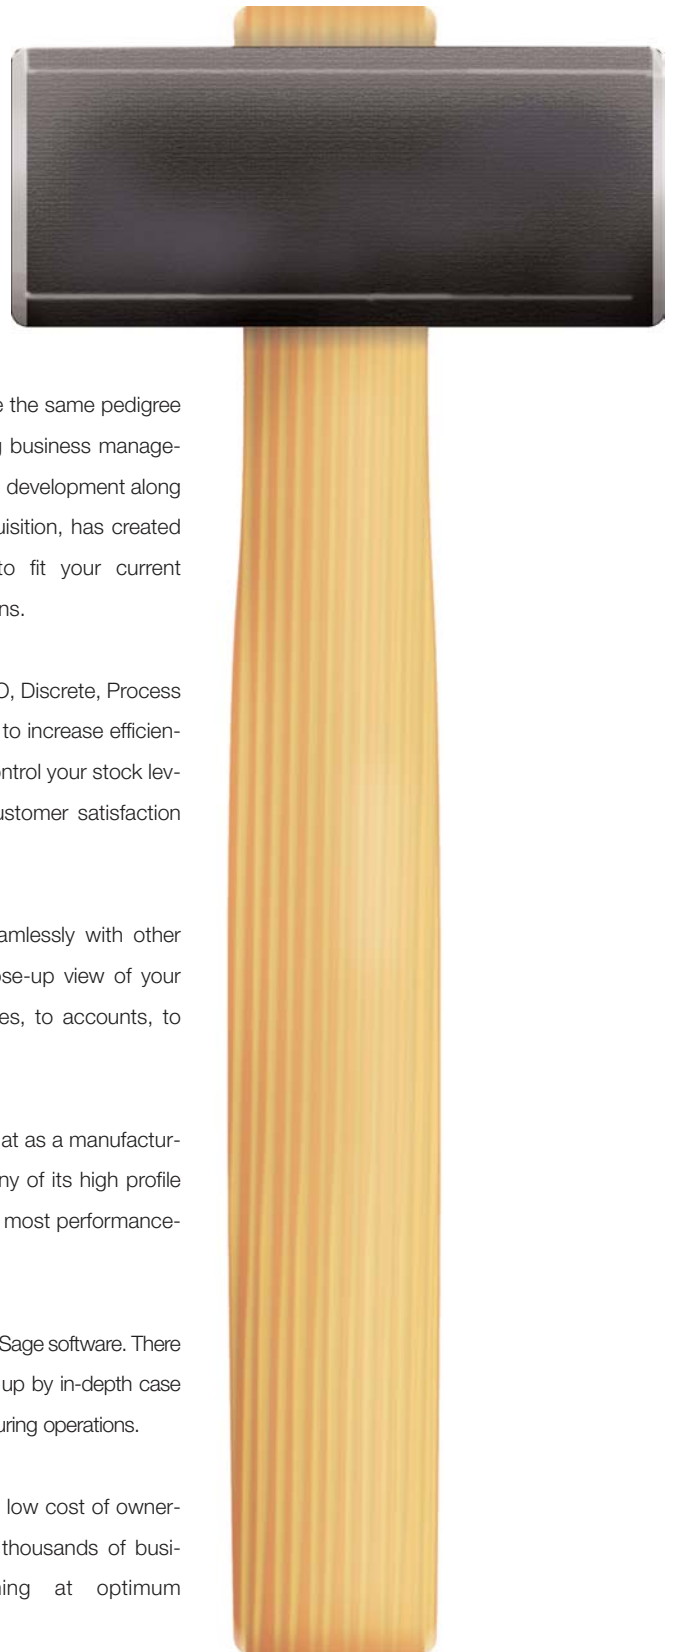 the same pedigree
business manage-
development along
uisition, has created
to fit your current
ns.
O, Discrete, Process
to increase efficien-
ntrol your stock lev-
ustomer satisfaction
amlessly with other
ose-up view of your
es, to accounts, to
at as a manufactur-
ny of its high profile
most performance-
Sage software. There
up by in-depth case
uring operations.
low cost of owner-
thousands of busi-
ing at optimum